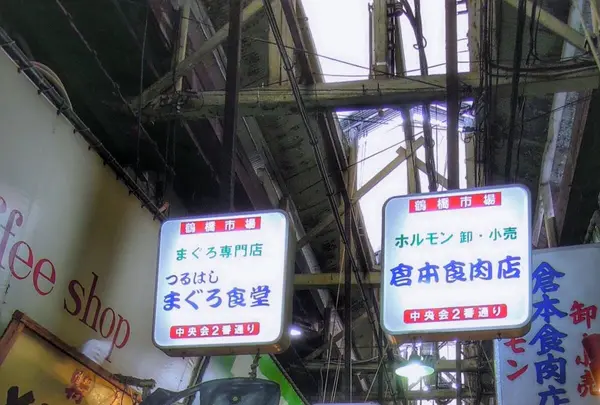 ffee shop
鶴橋市場
まぐろ専門店
つるはし
まぐろ食堂
中央会2番通り
鶴橋市場
ホルモン 卸・小売
倉本食肉店
中央会2番通り
倉本食肉店
卸小売